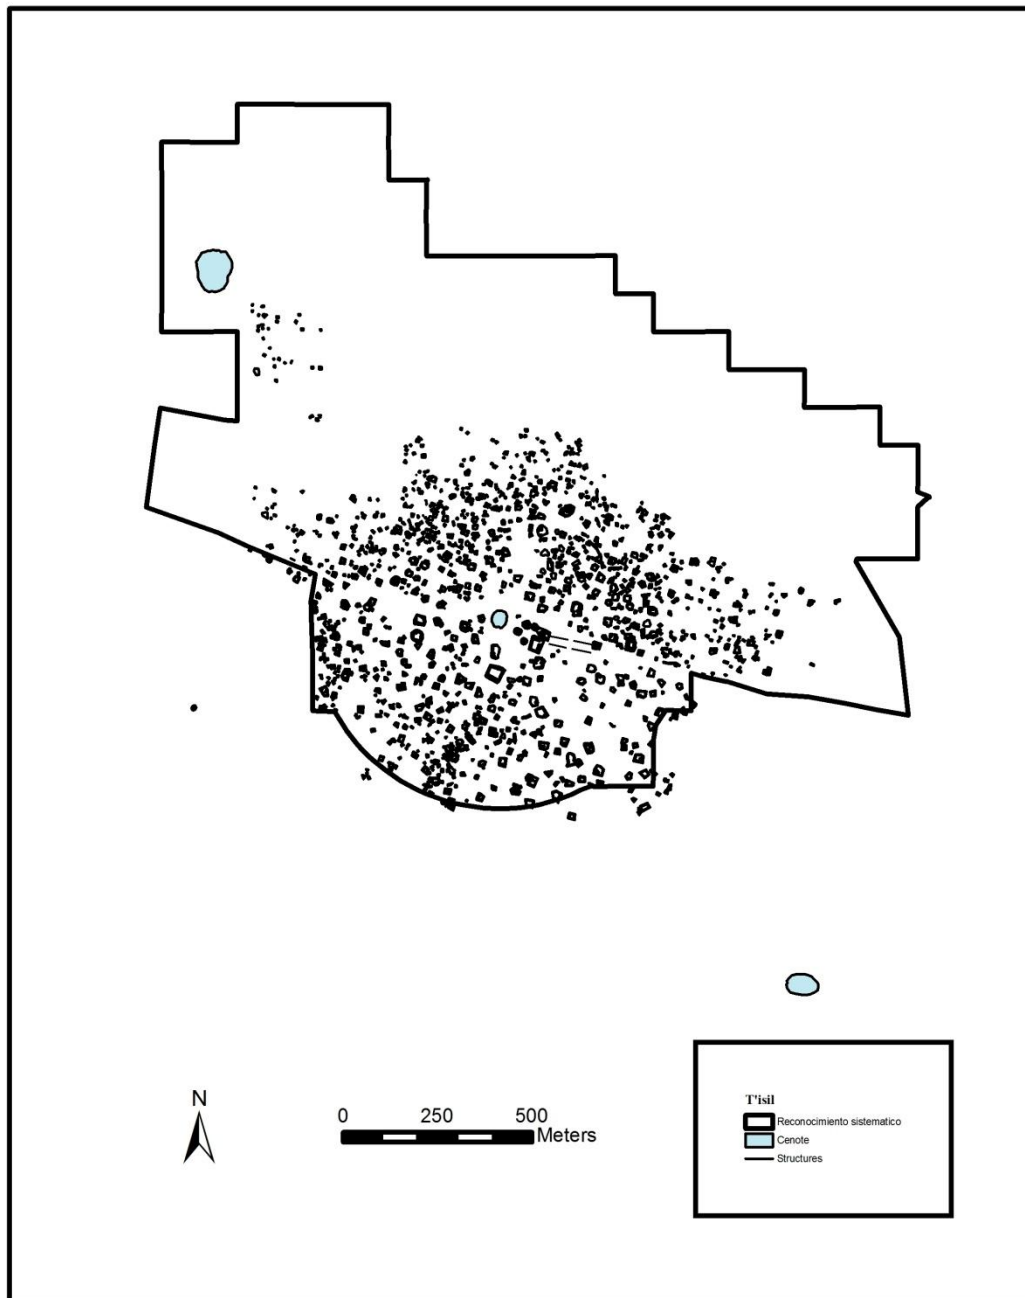 N
0 250 500
Meters
T'isil
Reconocimiento sistematico
Cenote
Structures